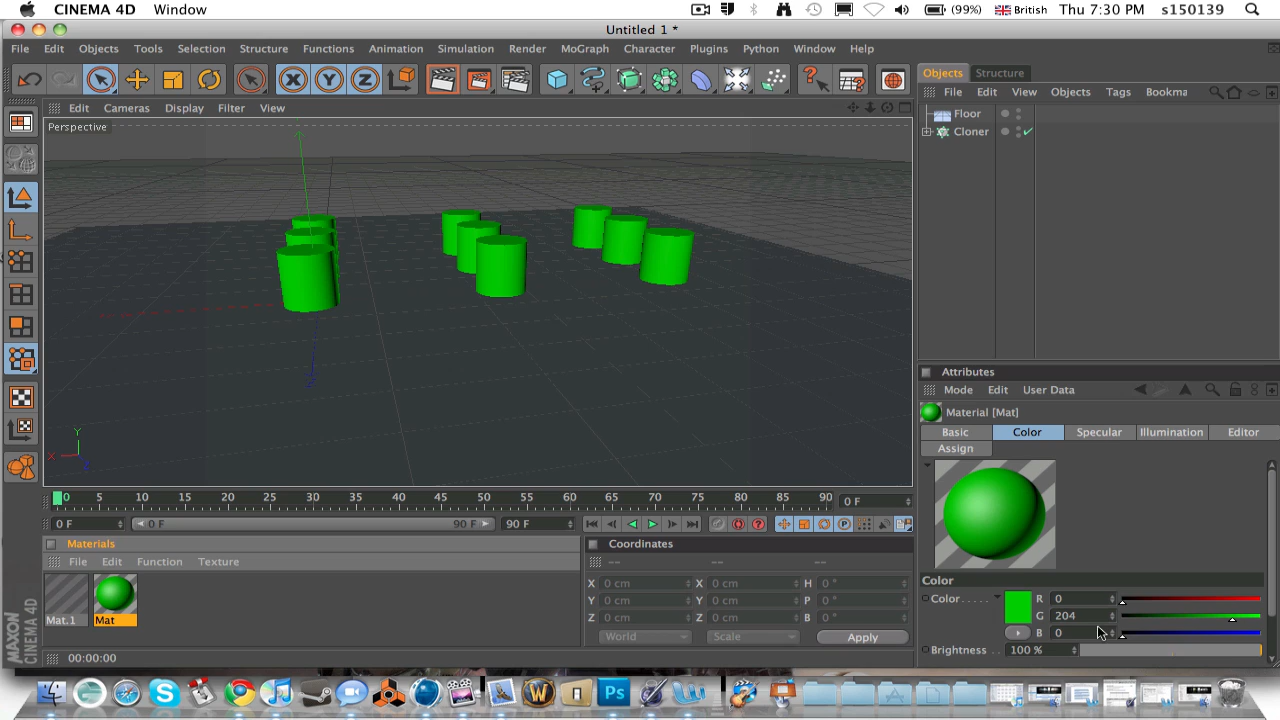 CINEMA 4D Window (99%) British Thu 7:30 PM s150139
Untitled 1 *
File Edit Objects Tools Selection Structure Functions Animation Simulation Render MoGraph Character Plugins Python Window Help
Objects Structure
File Edit View Objects Tags Bookma
Edit Cameras Display Filter View
Perspective
Floor
Cloner
Y
X
Z
Attributes
Mode Edit User Data
Material [Mat]
Basic Color Specular Illumination Editor
Assign
0 5 10 15 20 25 30 35 40 45 50 55 60 65 70 75 80 85 90 0 F
0 F 0 F 90 F 90 F
Materials
File Edit Function Texture
Mat.1 Mat
Coordinates
-- -- --
X 0 cm X 0 cm H 0 °
Y 0 cm Y 0 cm P 0 °
Z 0 cm Z 0 cm B 0 °
World Scale Apply
Color
Color R 0
G 204
B 0
Brightness 100 %
MAXON CINEMA 4D
00:00:00
Ps